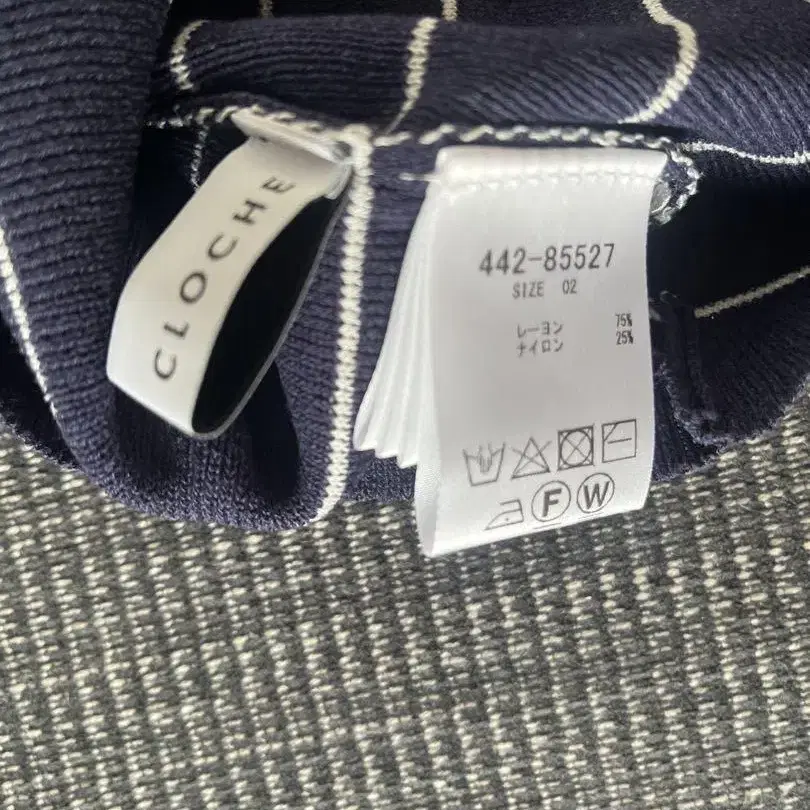 CLOCHE
442-85527
SIZE 02
レーヨン 75%
ナイロン 25%
F W